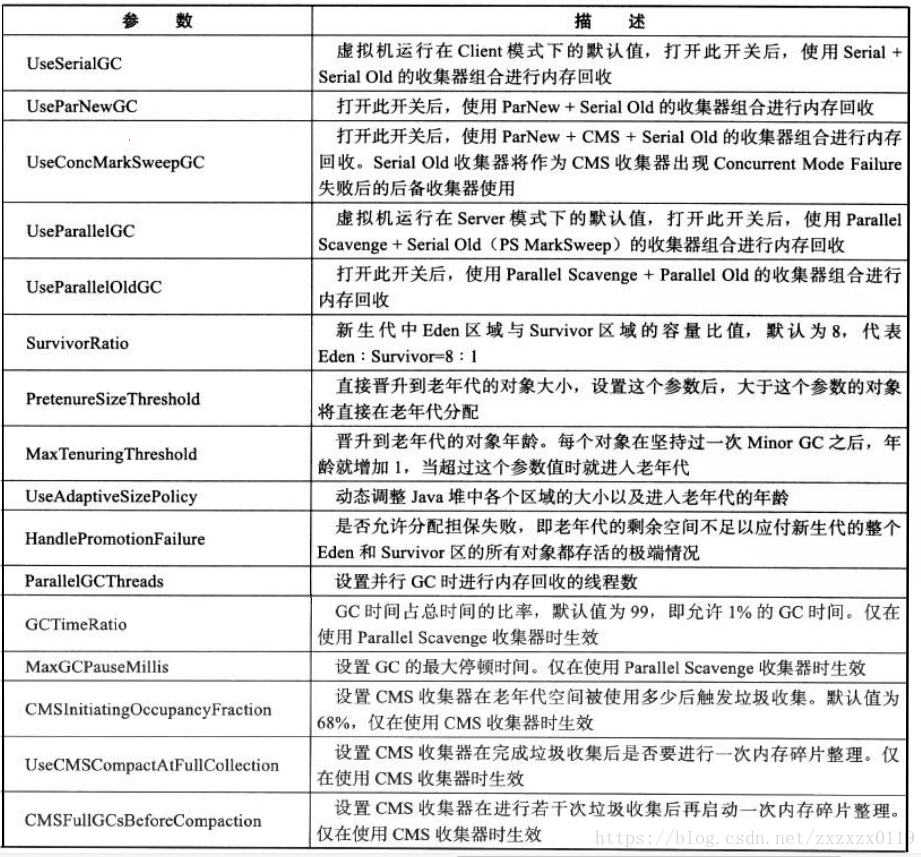 参 数 描 述
UseSerialGC
虚拟机运行在 Client 模式下的默认值，打开此开关后，使用 Serial +
Serial Old 的收集器组合进行内存回收
UseParNewGC
打开此开关后，使用 ParNew + Serial Old 的收集器组合进行内存回收
UseConcMarkSweepGC
打开此开关后，使用 ParNew + CMS + Serial Old 的收集器组合进行内存
回收。Serial Old 收集器将作为 CMS 收集器出现 Concurrent Mode Failure
失败后的后备收集器使用
UseParallelGC
虚拟机运行在 Server 模式下的默认值，打开此开关后，使用 Parallel
Scavenge + Serial Old（PS MarkSweep）的收集器组合进行内存回收
UseParallelOldGC
打开此开关后，使用 Parallel Scavenge + Parallel Old 的收集器组合进行
内存回收
SurvivorRatio
新生代中 Eden 区域与 Survivor 区域的容量比值，默认为 8，代表
Eden：Survivor=8：1
PretenureSizeThreshold
直接晋升到老年代的对象大小，设置这个参数后，大于这个参数的对象
将直接在老年代分配
MaxTenuringThreshold
晋升到老年代的对象年龄。每个对象在坚持过一次 Minor GC 之后，年
龄就增加 1，当超过这个参数值时就进入老年代
UseAdaptiveSizePolicy
动态调整 Java 堆中各个区域的大小以及进入老年代的年龄
HandlePromotionFailure
是否允许分配担保失败，即老年代的剩余空间不足以应付新生代的整个
Eden 和 Survivor 区的所有对象都存活的极端情况
ParallelGCThreads
设置并行 GC 时进行内存回收的线程数
GCTimeRatio
GC 时间占总时间的比率，默认值为 99，即允许 1% 的 GC 时间。仅在
使用 Parallel Scavenge 收集器时生效
MaxGCPauseMillis
设置 GC 的最大停顿时间。仅在使用 Parallel Scavenge 收集器时生效
CMSInitiatingOccupancyFraction
设置 CMS 收集器在老年代空间被使用多少后触发垃圾收集。默认值为
68%，仅在使用 CMS 收集器时生效
UseCMSCompactAtFullCollection
设置 CMS 收集器在完成垃圾收集后是否要进行一次内存碎片整理。仅
在使用 CMS 收集器时生效
CMSFullGCsBeforeCompaction
设置 CMS 收集器在进行若干次垃圾收集后再启动一次内存碎片整理。
仅在使用 CMS 收集器时生效
https://blog.csdn.net/zxzxzx0119